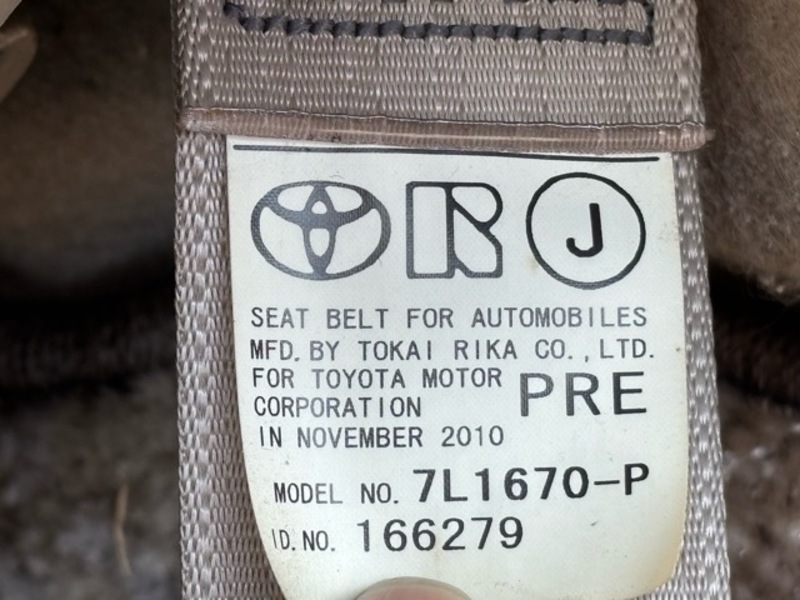 J
SEAT BELT FOR AUTOMOBILES
MFD. BY TOKAI RIKA CO., LTD.
FOR TOYOTA MOTOR
CORPORATION
PRE
IN NOVEMBER 2010
MODEL NO. 7L1670-P
ID. NO. 166279